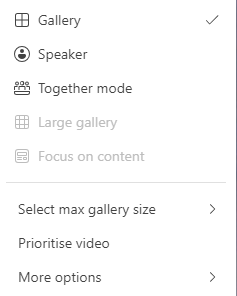 Gallery
Speaker
Together mode
Large gallery
Focus on content
Select max gallery size
Prioritise video
More options